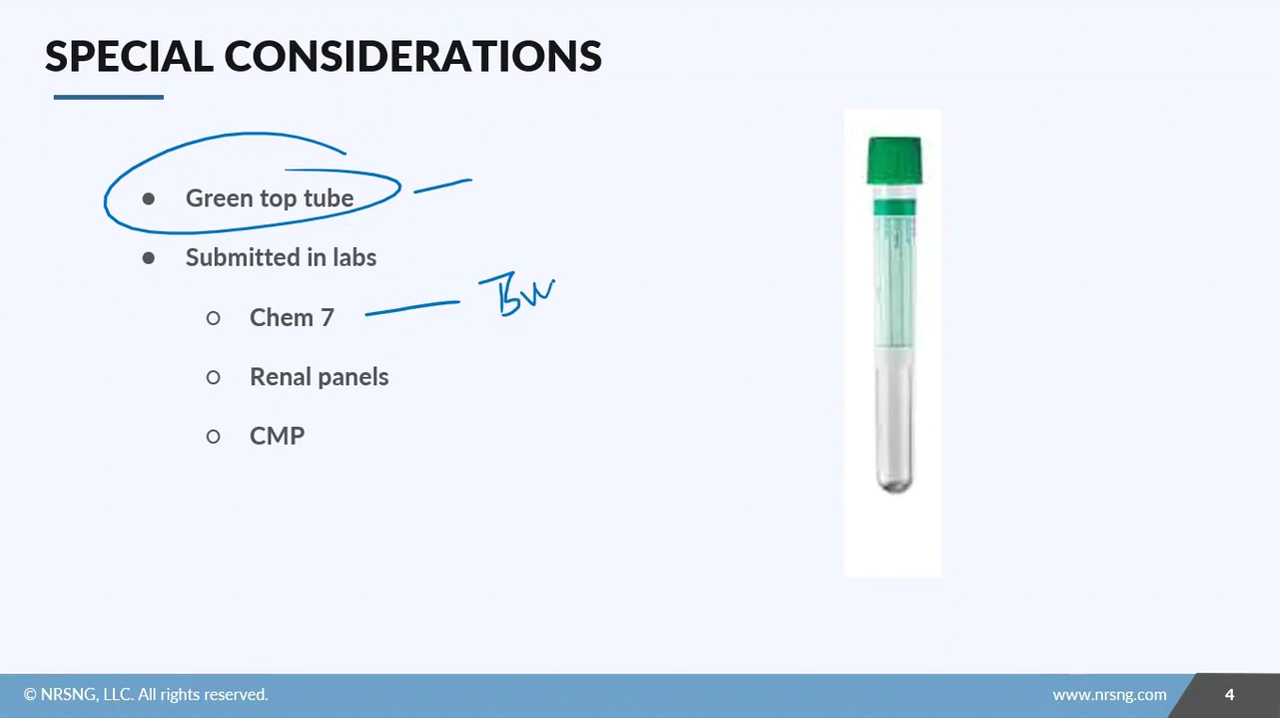 SPECIAL CONSIDERATIONS
● Green top tube
● Submitted in labs
○ Chem 7
○ Renal panels
○ CMP
© NRSNG, LLC. All rights reserved.
www.nrsng.com
4